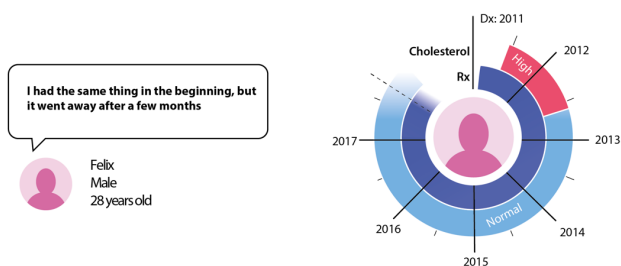 I had the same thing in the beginning, but
it went away after a few months
Felix
Male
28 years old
Dx: 2011
Cholesterol
Rx
High
2012
2013
Normal
2014
2015
2016
2017